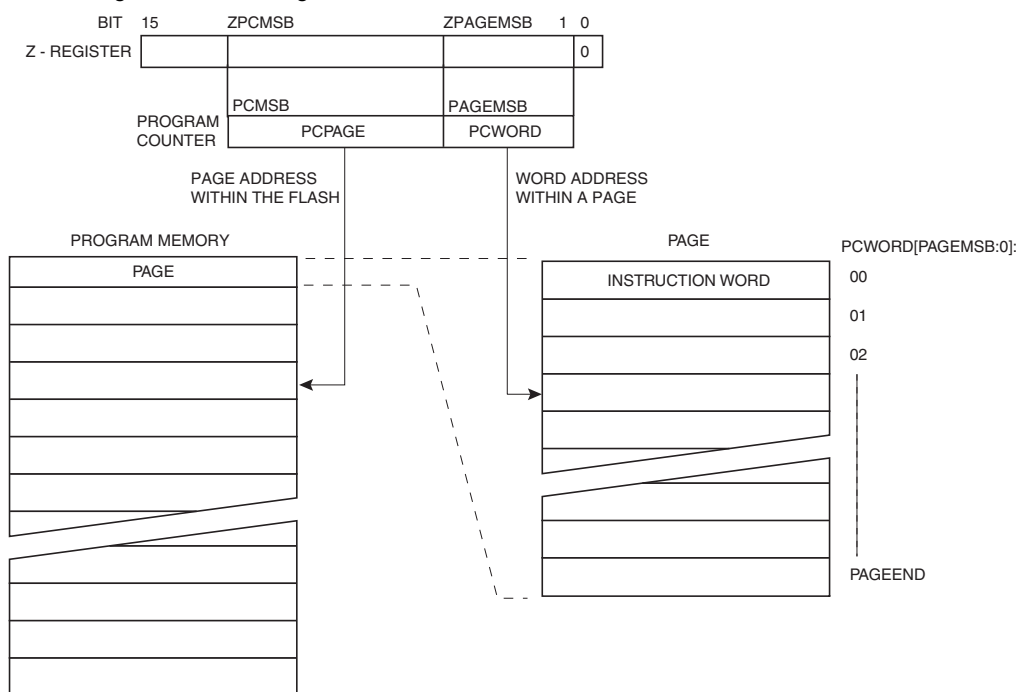 BIT 15 ZPCMSB ZPAGEMSB 1 0
Z - REGISTER 0
PCMSB PAGEMSB
PROGRAM
COUNTER
PCPAGE PCWORD
PAGE ADDRESS
WITHIN THE FLASH
WORD ADDRESS
WITHIN A PAGE
PROGRAM MEMORY
PAGE
PAGE
PCWORD[PAGEMSB:0]:
INSTRUCTION WORD
00
01
02
PAGEEND